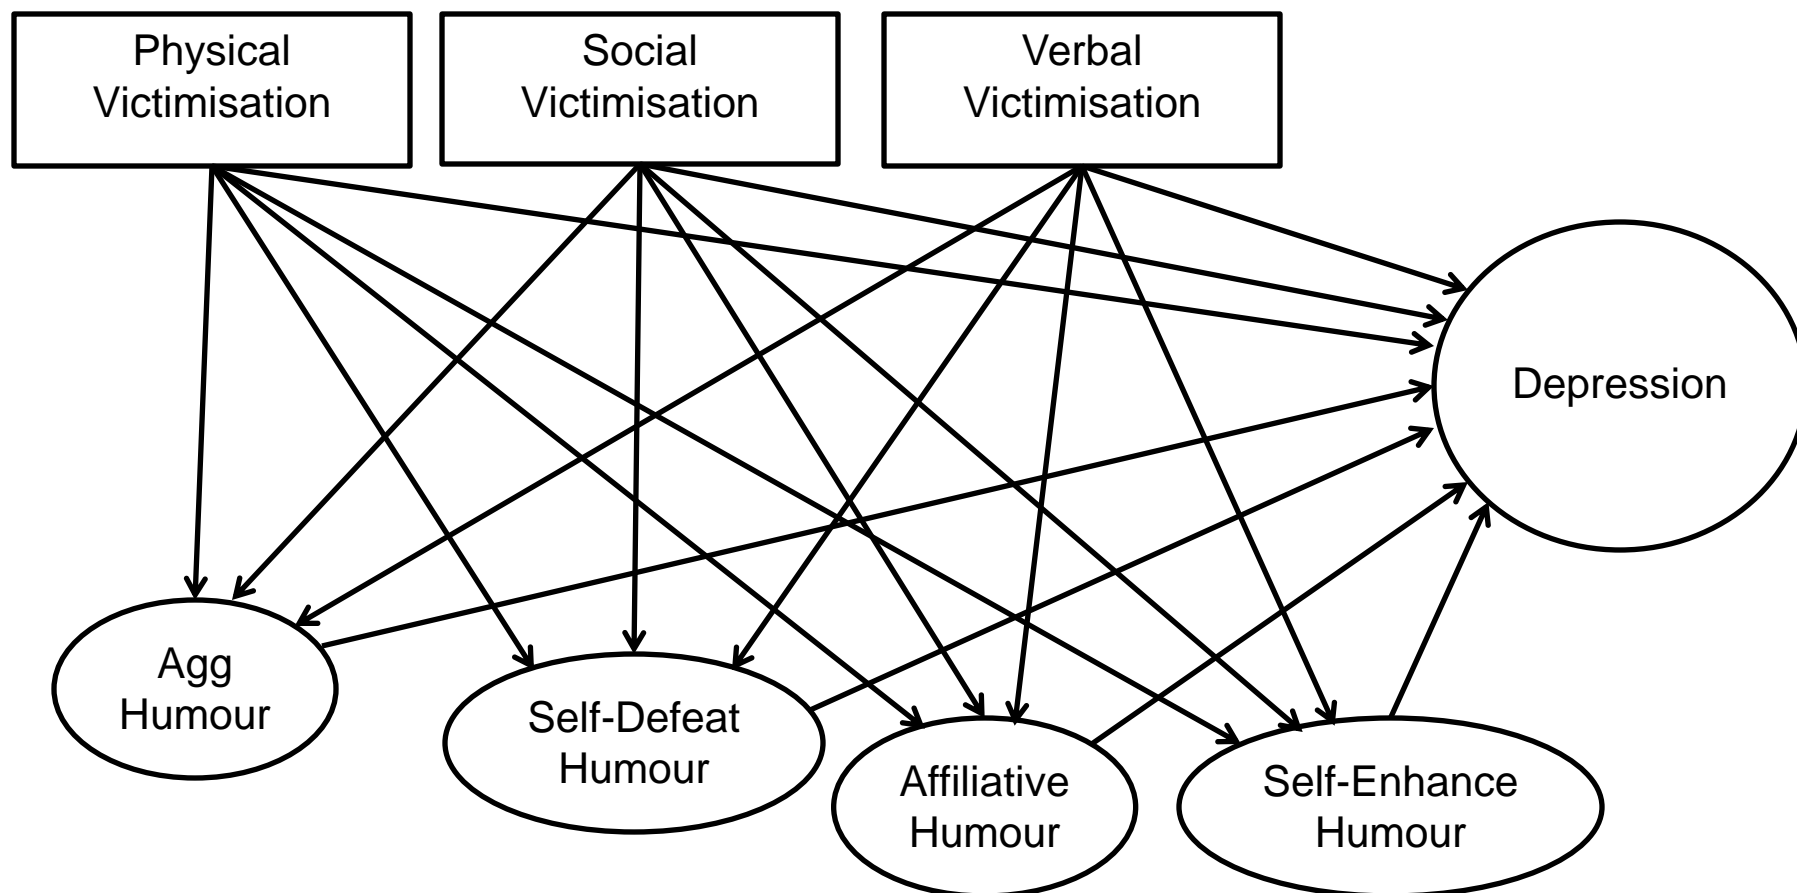 Physical
Victimisation
Social
Victimisation
Verbal
Victimisation
Depression
Agg
Humour
Self-Defeat
Humour
Affiliative
Humour
Self-Enhance
Humour